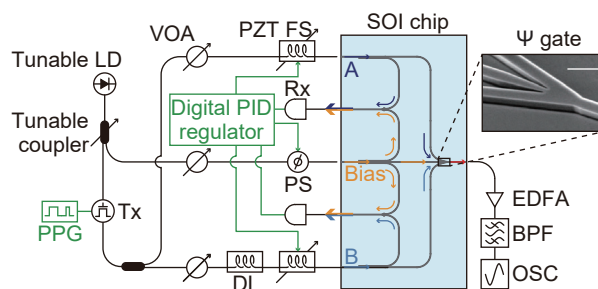 VOA
PZT FS
SOI chip
Tunable LD
Ψ gate
A
Rx
Digital PID
regulator
Tunable
coupler
Bias
PS
EDFA
Tx
PPG
BPF
B
DL
OSC